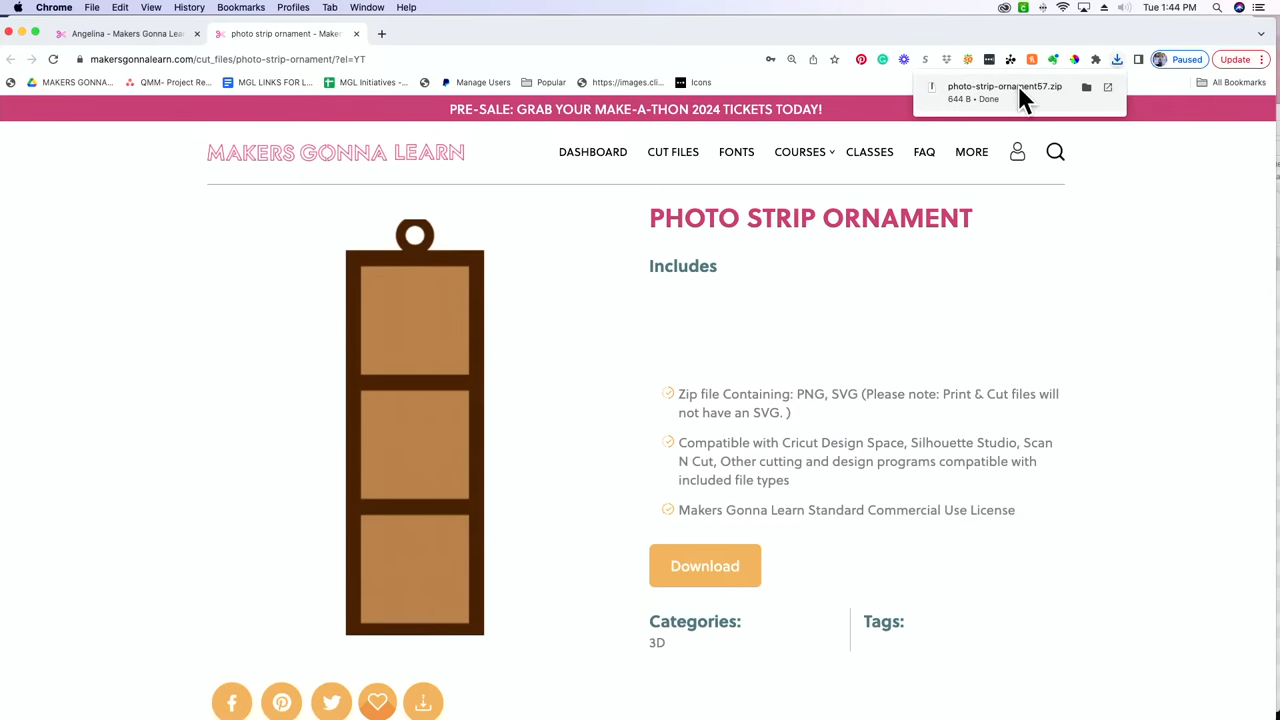 Chrome File Edit View History Bookmarks Profiles Tab Window Help Tue 1:44 PM
Angelina - Makers Gonna Lea
photo strip ornament - Make
makersgonnalearn.com/cut_files/photo-strip-ornament/?el=YT
Paused
Update
MAKERS GONNA...
QMM- Project Re...
MGL LINKS FOR L...
MGL Initiatives -...
Manage Users
Popular
https://images.cli...
Icons
All Bookmarks
photo-strip-ornament57.zip
644 B • Done
PRE-SALE: GRAB YOUR MAKE-A-THON 2024 TICKETS TODAY!
MAKERS GONNA LEARN
DASHBOARD CUT FILES FONTS COURSES CLASSES FAQ MORE
PHOTO STRIP ORNAMENT
Includes
Zip file Containing: PNG, SVG (Please note: Print & Cut files will
not have an SVG. )
Compatible with Cricut Design Space, Silhouette Studio, Scan
N Cut, Other cutting and design programs compatible with
included file types
Makers Gonna Learn Standard Commercial Use License
Download
Categories:
3D
Tags: